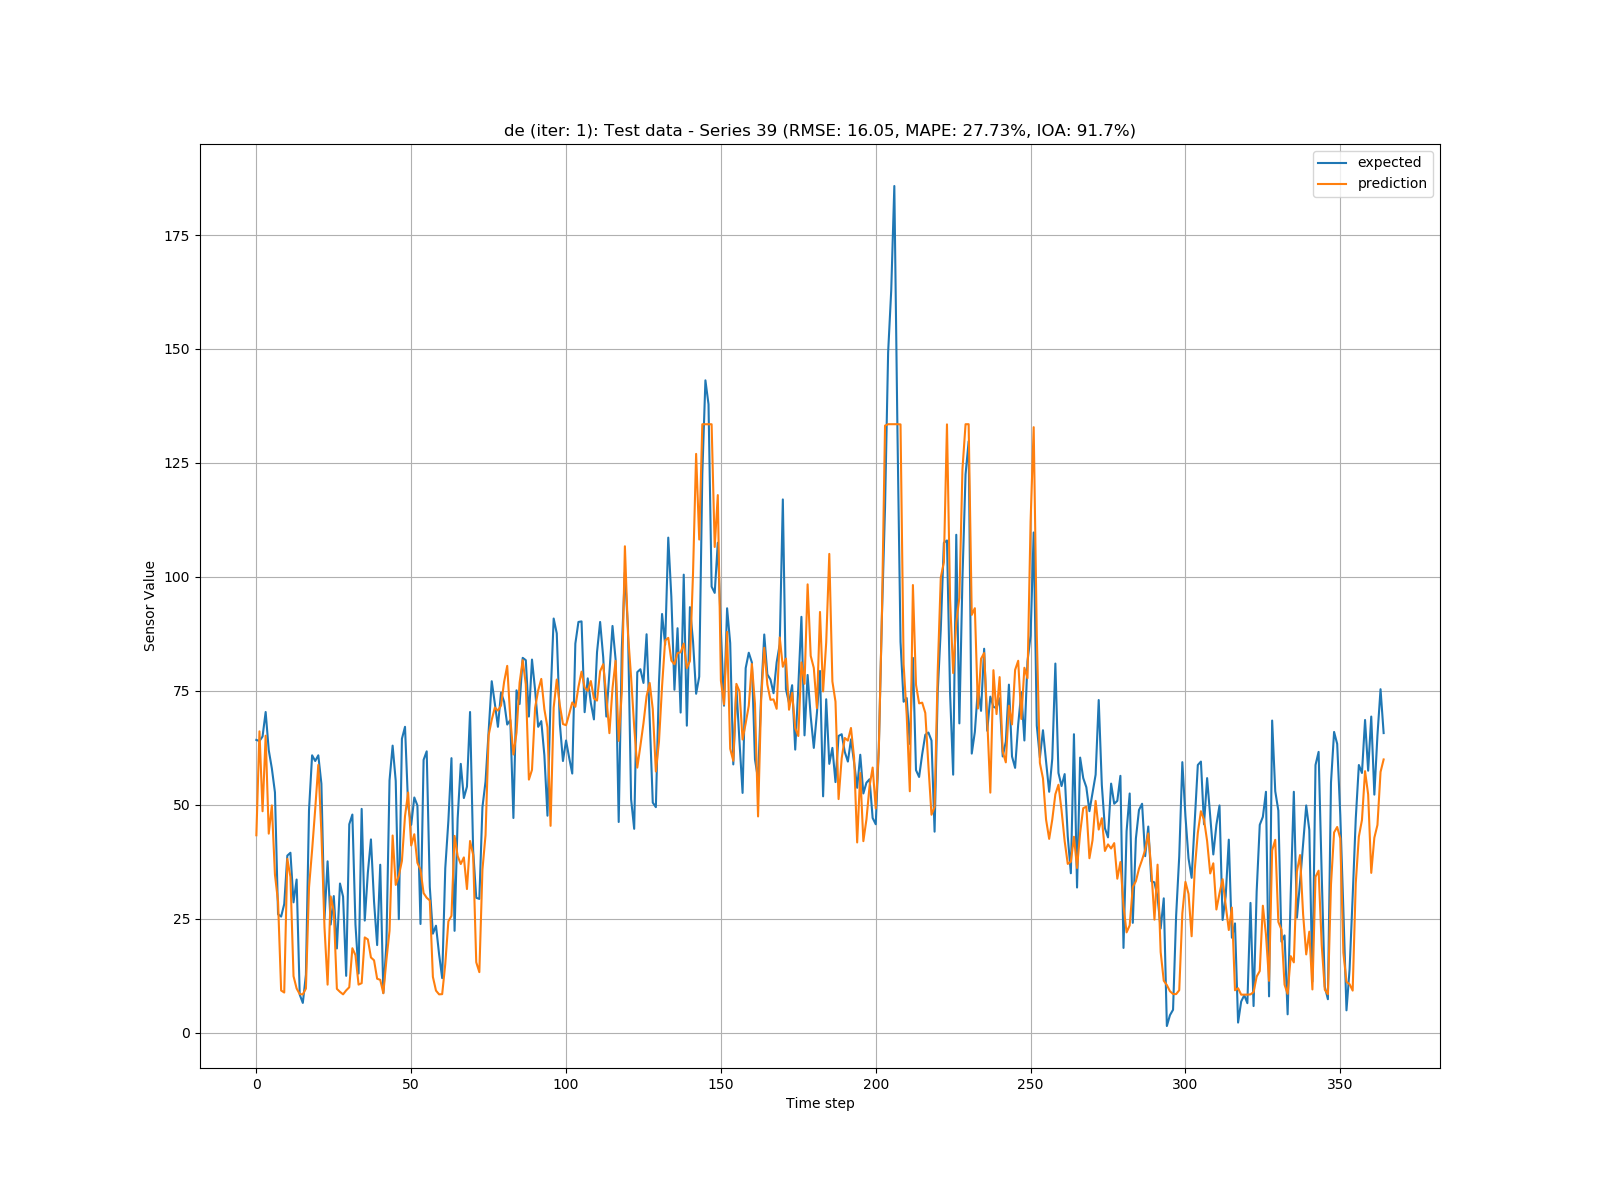 de (iter: 1): Test data - Series 39 (RMSE: 16.05, MAPE: 27.73%, IOA: 91.7%)
expected
prediction
175
150
125
100
75
50
25
0
Sensor Value
0 50 100 150 200 250 300 350
Time step